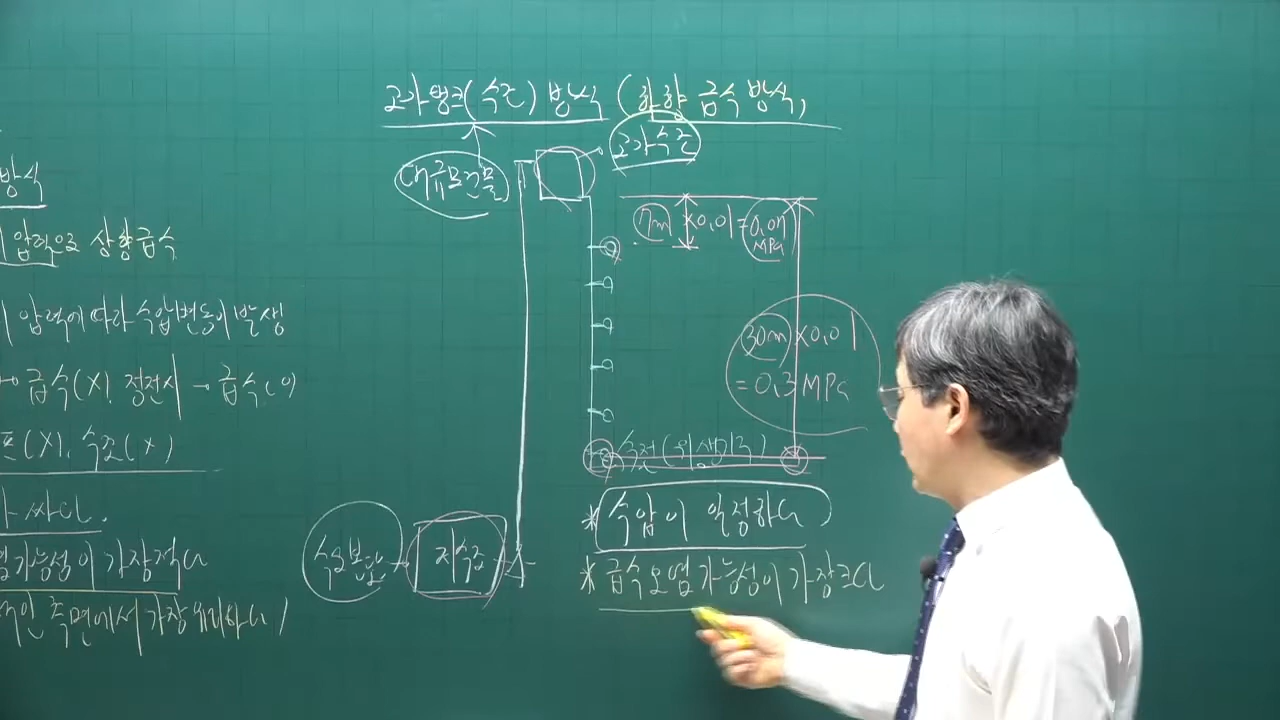 방식
압력으로 상향급수
압력에 따라 수압변동이 발생
→ 급수(X), 정전시 → 급수(O)
프(X), 수조(X)
가 싸다.
염가능성이 가장적다
적인 측면에서 가장 유리하다
고가탱크(수조) 방식 (하향 급수 방식)
대규모건물
고가수조
7m ×0.01 = 0.07 MPa
30m ×0.01
= 0.3 MPa
수전(위생기구)
수도본관
저수조
* 수압이 일정하다
* 급수오염가능성이 가장크다